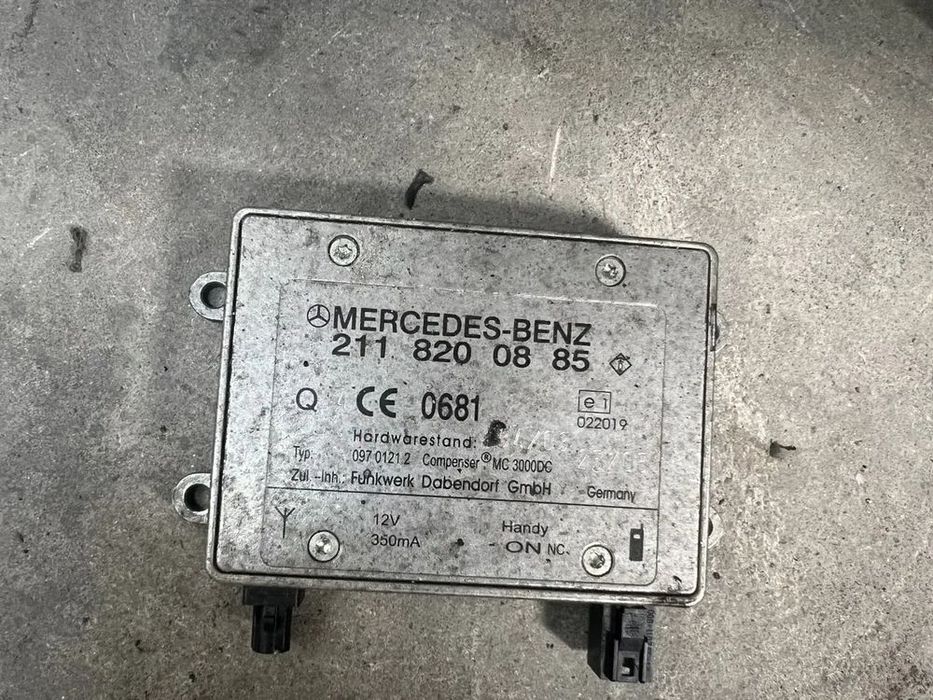 MERCEDES-BENZ
211 820 08 85
Q CE 0681 e1
022019
Hardwarestand:
Typ: 097 0121.2 Compenser® MC 3000DC
Zul.-Inh.: Funkwerk Dabendorf GmbH Germany
12V Handy
350mA ON NC